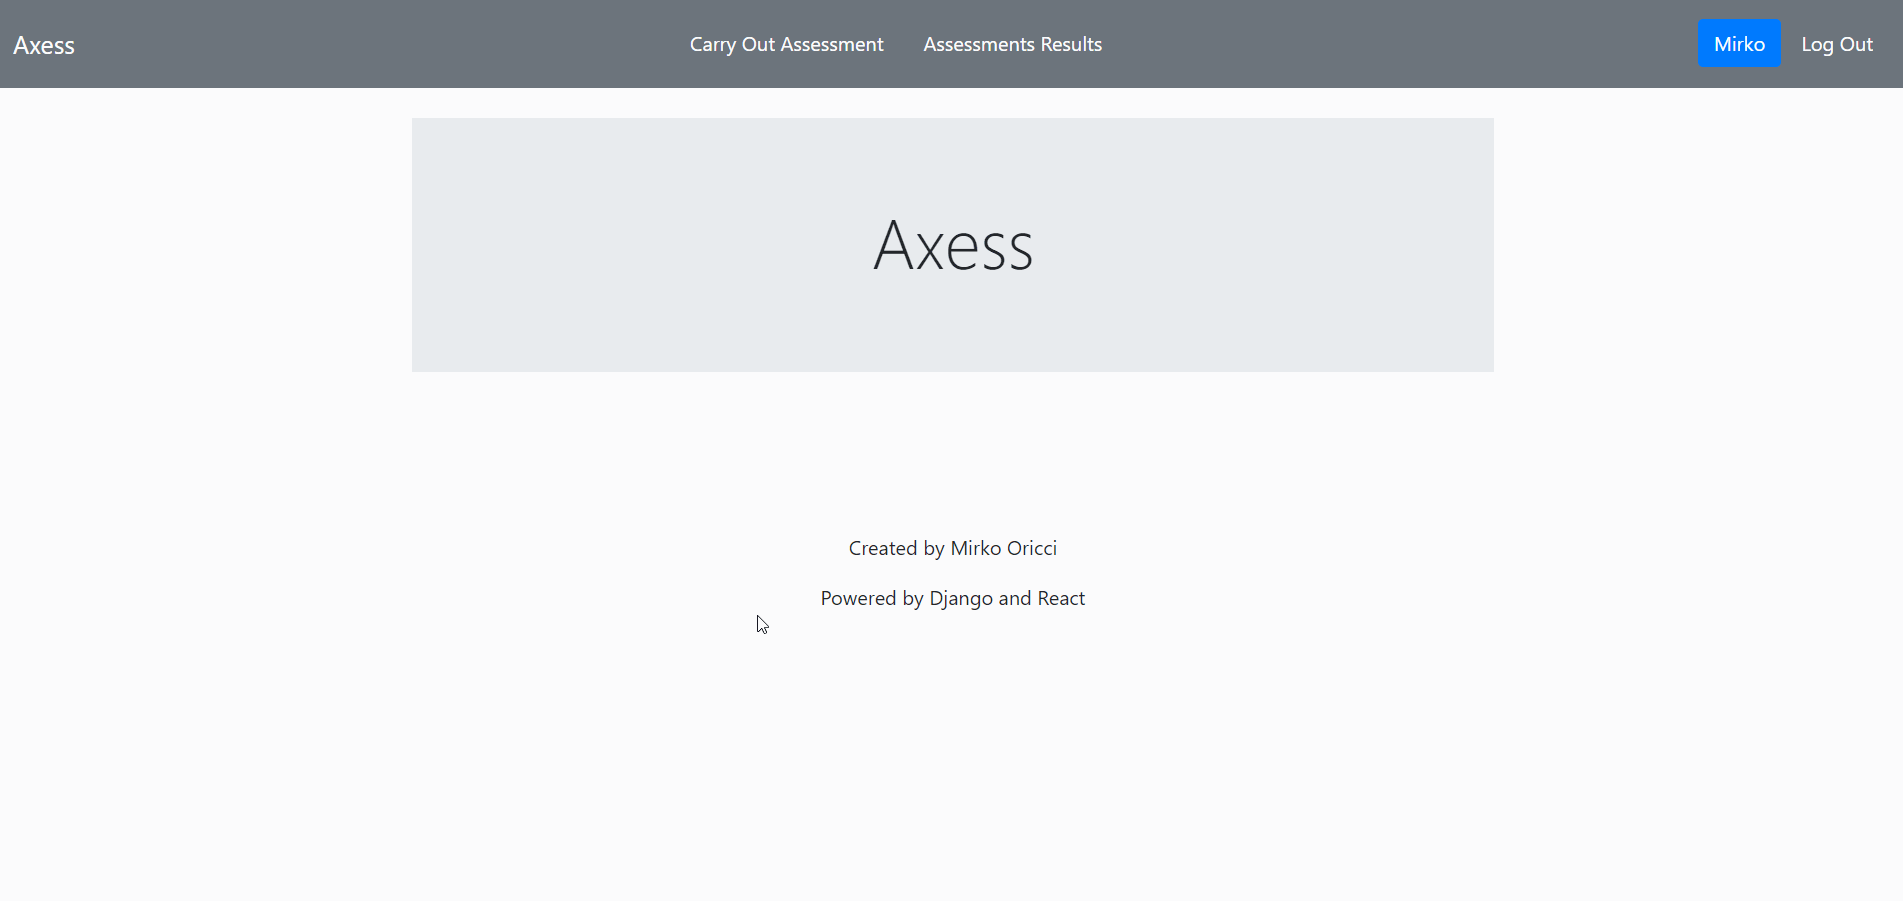 Axess Carry Out Assessment Assessments Results Mirko Log Out
Axess
Created by Mirko Oricci
Powered by Django and React